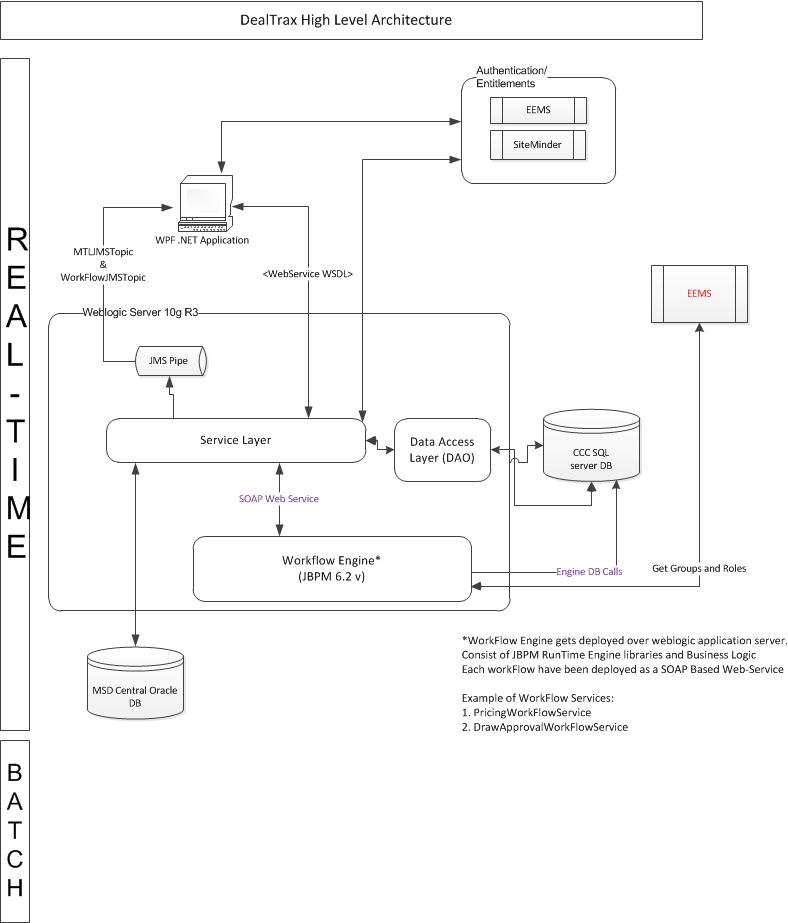 DealTrax High Level Architecture
REAL-TIME
Authentication/
Entitlements
EEMS
SiteMinder
WPF .NET Application
MTLJMSTopic
&
WorkFlowJMSTopic
<WebService WSDL>
EEMS
Weblogic Server 10g R3
JMS Pipe
Service Layer
Data Access
Layer (DAO)
CCC SQL
server DB
SOAP Web Service
Workflow Engine*
(JBPM 6.2 v)
Engine DB Calls
Get Groups and Roles
MSD Central Oracle
DB
*WorkFlow Engine gets deployed over weblogic application server.
Consist of JBPM RunTime Engine libraries and Business Logic
Each workFlow have been deployed as a SOAP Based Web-Service
Example of WorkFlow Services:
1. PricingWorkFlowService
2. DrawApprovalWorkFlowService
BATCH